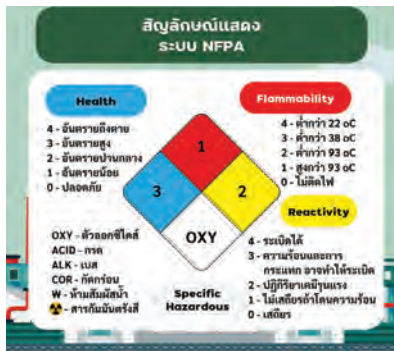 สัญลักษณ์แสดง
ระบบ NFPA
Health
4 - อันตรายถึงตาย
3 - อันตรายสูง
2 - อันตรายปานกลาง
1 - อันตรายน้อย
0 - ปลอดภัย
Flammability
4 - ต่ำกว่า 22 oC
3 - ต่ำกว่า 38 oC
2 - ต่ำกว่า 93 oC
1 - สูงกว่า 93 oC
0 - ไม่ติดไฟ
1
3
2
OXY
Reactivity
4 - ระเบิดได้
3 - ความร้อนและการ
กระแทก อาจทำให้ระเบิด
2 - ปฏิกิริยาเคมีรุนแรง
1 - ไม่เสถียรถ้าโดนความร้อน
0 - เสถียร
OXY - ตัวออกซิไดส์
ACID - กรด
ALK - เบส
COR - กัดกร่อน
W - ห้ามสัมผัสน้ำ
☢ - สารกัมมันตรังสี
Specific
Hazardous